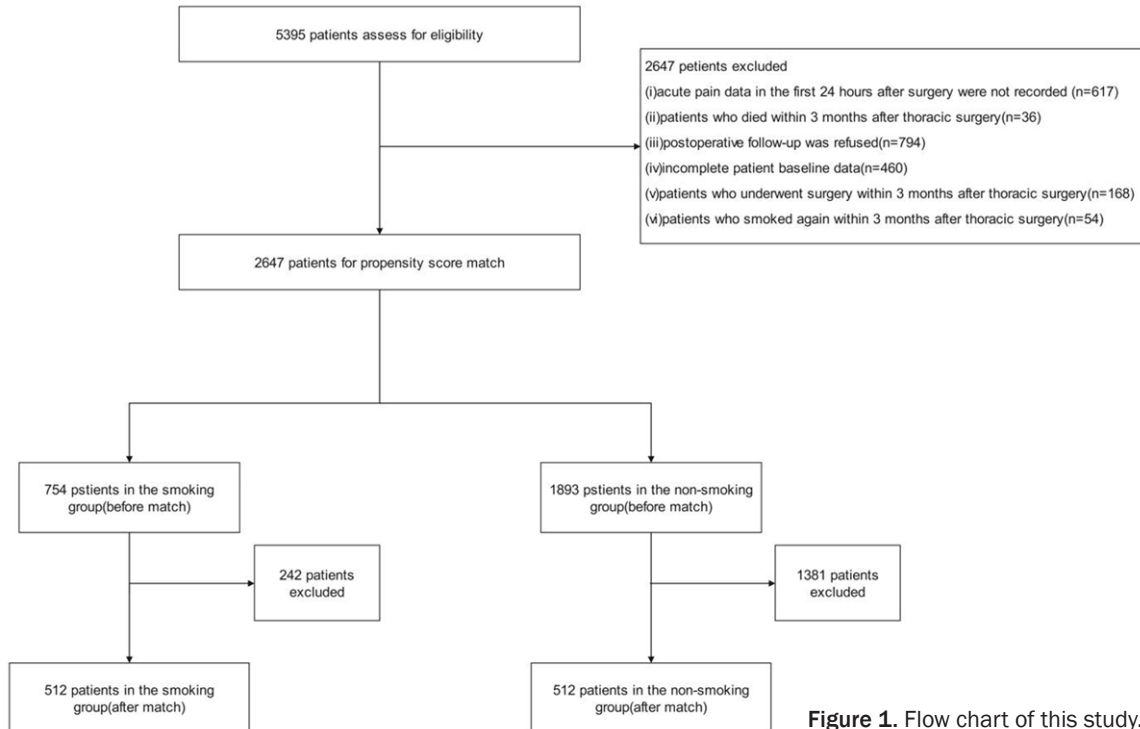 5395 patients assess for eligibility
2647 petients excluded
(i)acute pain data in the first 24 hours after surgery were not recorded (n=617)
(ii)patients who died within 3 months after thoracic surgery(n=36)
(iii)postoperative follow-up was refused(n=794)
(iv)incomplete patient baseline data(n=460)
(v)patients who underwent surgery within 3 months after thoracic surgery(n=168)
(vi)patients who smoked again within 3 months after thoracic surgery(n=54)
2647 patients for propensity score match
754 pstients in the smoking
group(before match)
1893 pstients in the non-smoking
group(before match)
242 patients
excluded
1381 patients
excluded
512 patients in the smoking
group(after match)
512 patients in the non-smoking
group(after match)
Figure 1. Flow chart of this study.